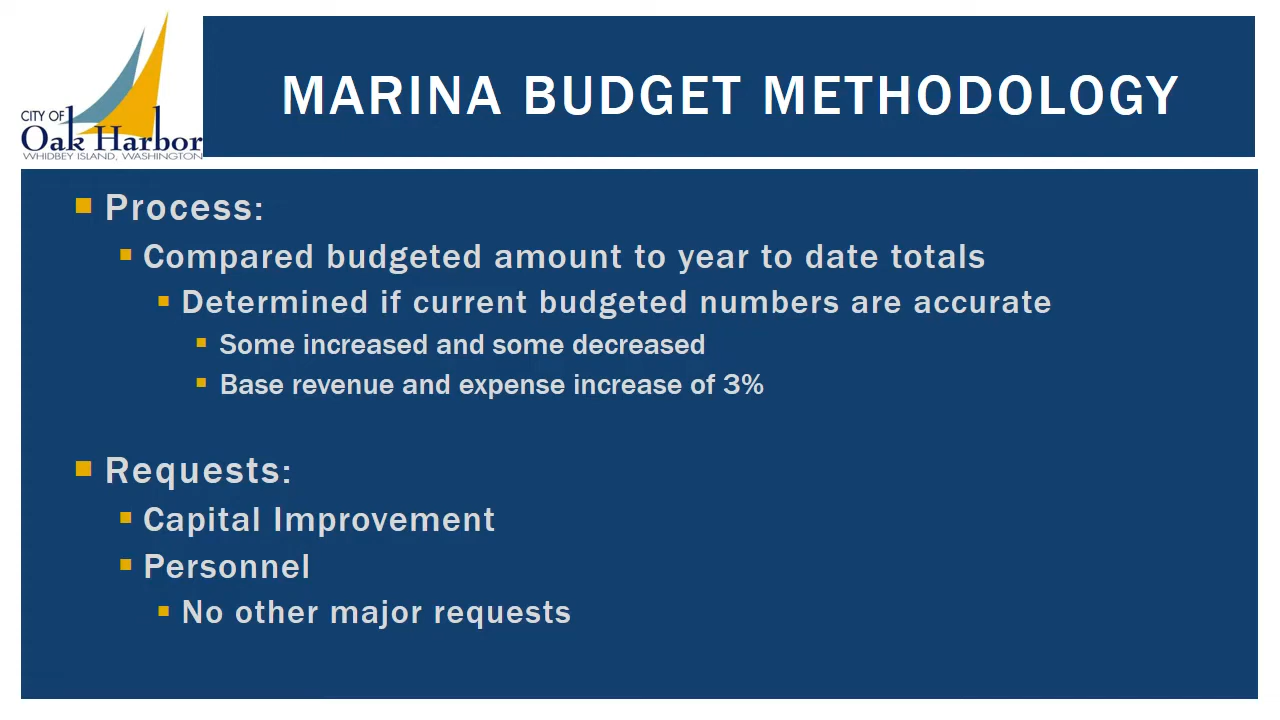 CITY OF
Oak Harbor
WHIDBEY ISLAND, WASHINGTON
MARINA BUDGET METHODOLOGY
Process:
Compared budgeted amount to year to date totals
Determined if current budgeted numbers are accurate
Some increased and some decreased
Base revenue and expense increase of 3%
Requests:
Capital Improvement
Personnel
No other major requests